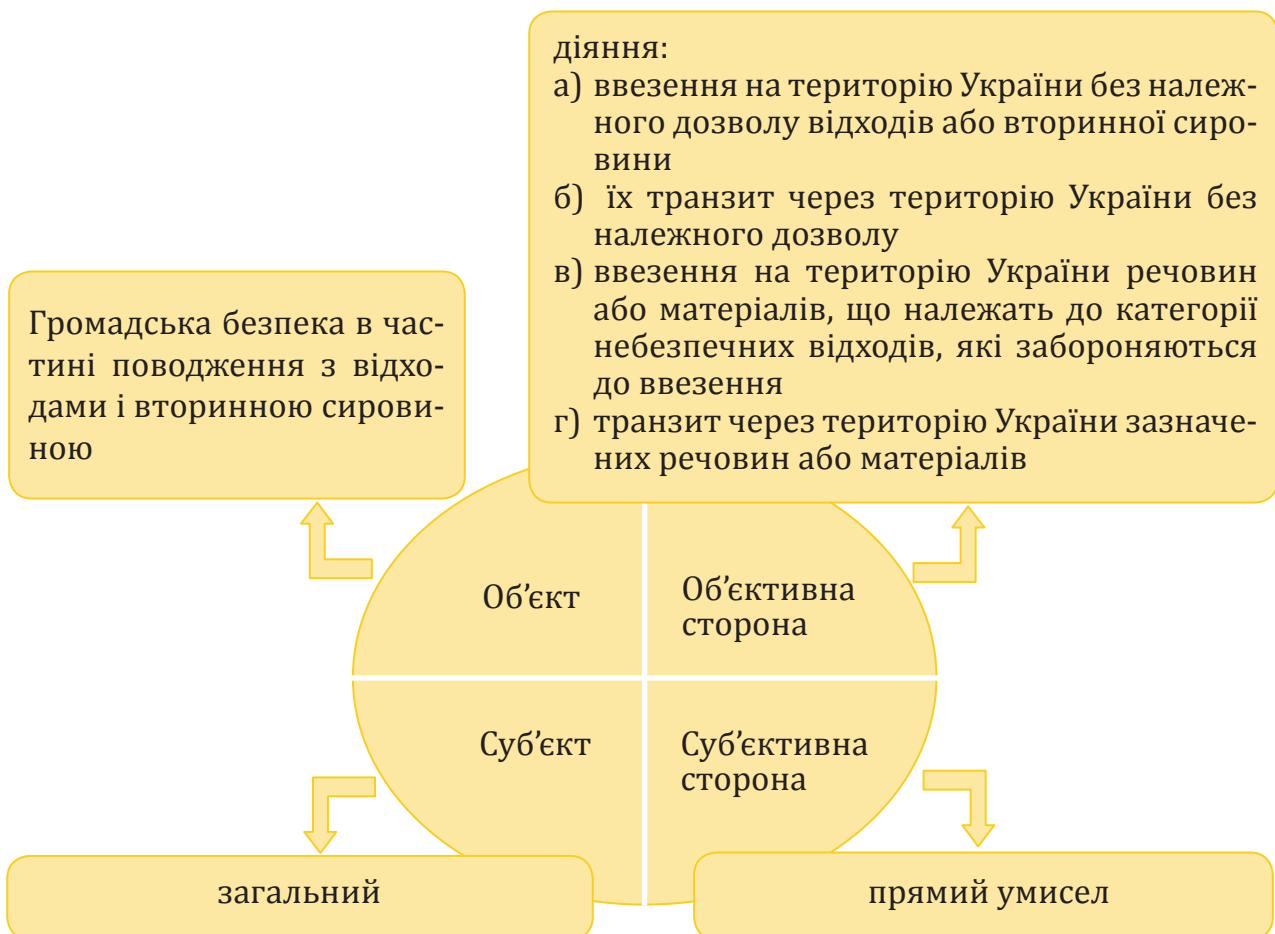 діяння:
а) ввезення на територію України без належ-
ного дозволу відходів або вторинної сиро-
вини
б) їх транзит через територію України без
належного дозволу
в) ввезення на територію України речовин
або матеріалів, що належать до категорії
небезпечних відходів, які забороняються
до ввезення
г) транзит через територію України зазначе-
них речовин або матеріалів
Громадська безпека в час-
тині поводження з відхо-
дами і вторинною сирови-
ною
Об’єкт
Об’єктивна
сторона
Суб’єкт
Суб’єктивна
сторона
загальний
прямий умисел